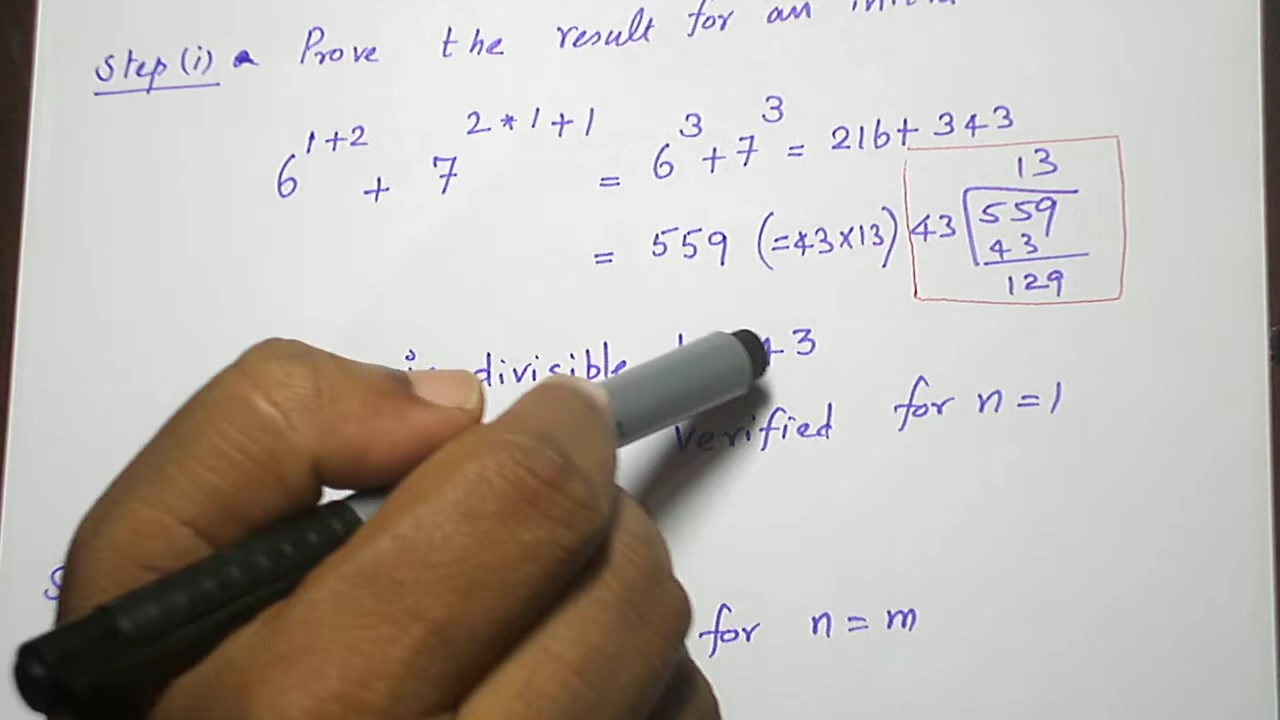 Step (i) Prove the result for an
6^{1+2} + 7^{2*1+1} = 6^3 + 7^3 = 216 + 343
= 559 (=43×13)
13
43 559
43
129
divisible 43
verified for n = 1
for n = m